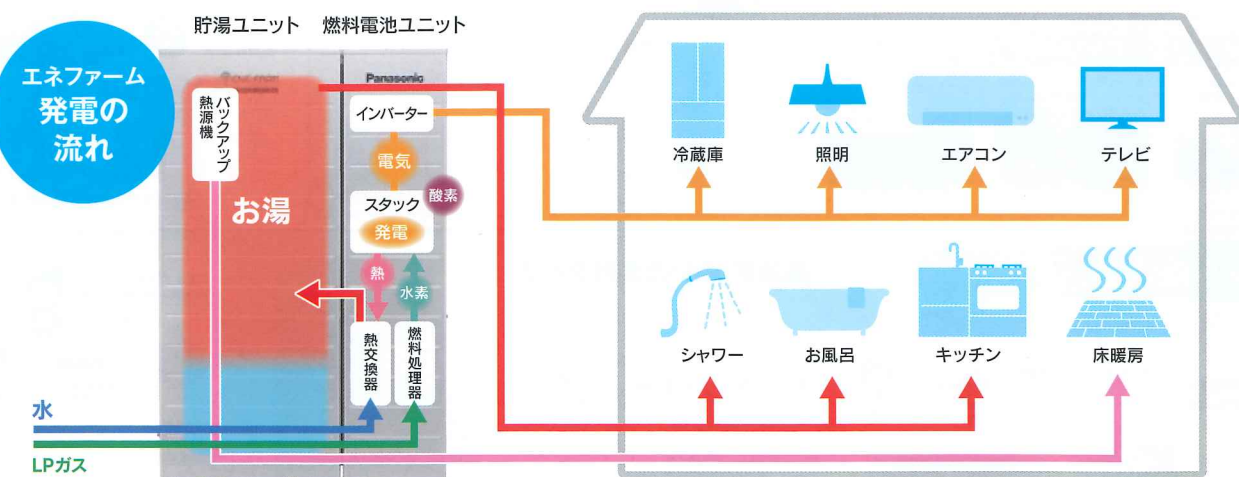 エネファーム
発電の
流れ
貯湯ユニット
燃料電池ユニット
Panasonic
バックアップ
熱源機
お湯
インバーター
電気
スタック
酸素
発電
熱
水素
熱交換器
燃料処理器
水
LPガス
冷蔵庫
照明
エアコン
テレビ
シャワー
お風呂
キッチン
床暖房